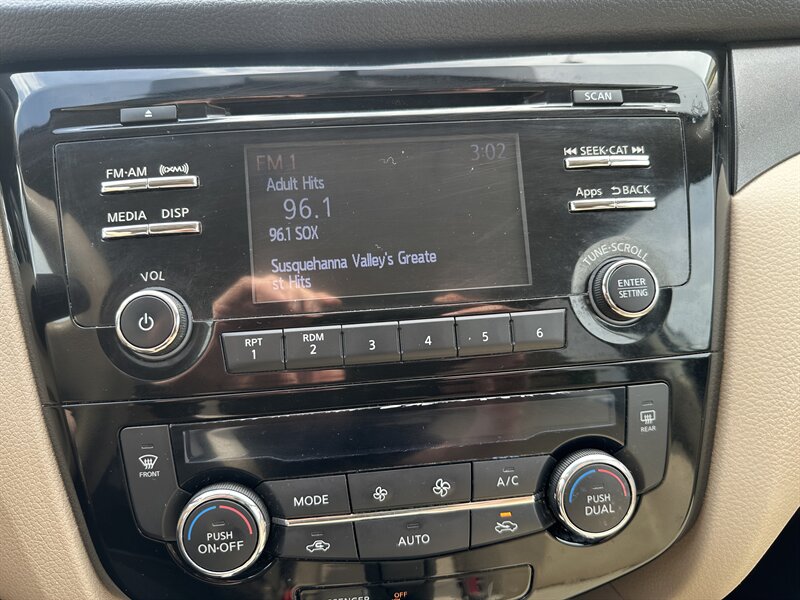 SCAN
FM·AM ((XM))
SEEK·CAT
MEDIA DISP
Apps BACK
FM 1 3:02
Adult Hits
96.1
96.1 SOX
Susquehanna Valley's Greate
st Hits
VOL
TUNE·SCROLL
ENTER
SETTING
RPT
1
RDM
2
3
4
5
6
FRONT
REAR
MODE
A/C
PUSH
ON·OFF
AUTO
PUSH
DUAL
OFF